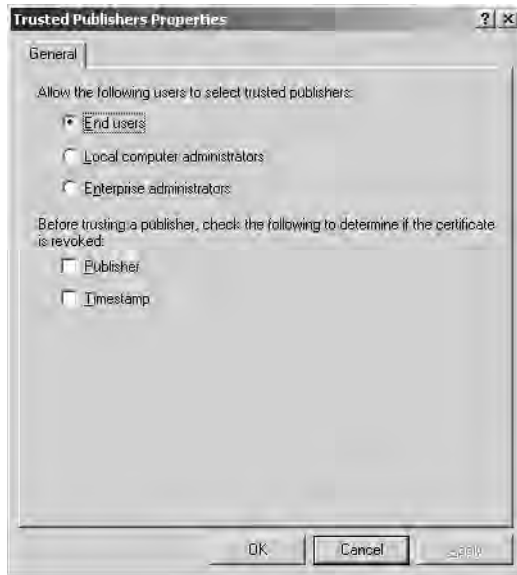 Trusted Publishers Properties
General
Allow the following users to select trusted publishers:
End users
Local computer administrators
Enterprise administrators
Before trusting a publisher, check the following to determine if the certificate
is revoked:
Publisher
Timestamp
OK Cancel Apply